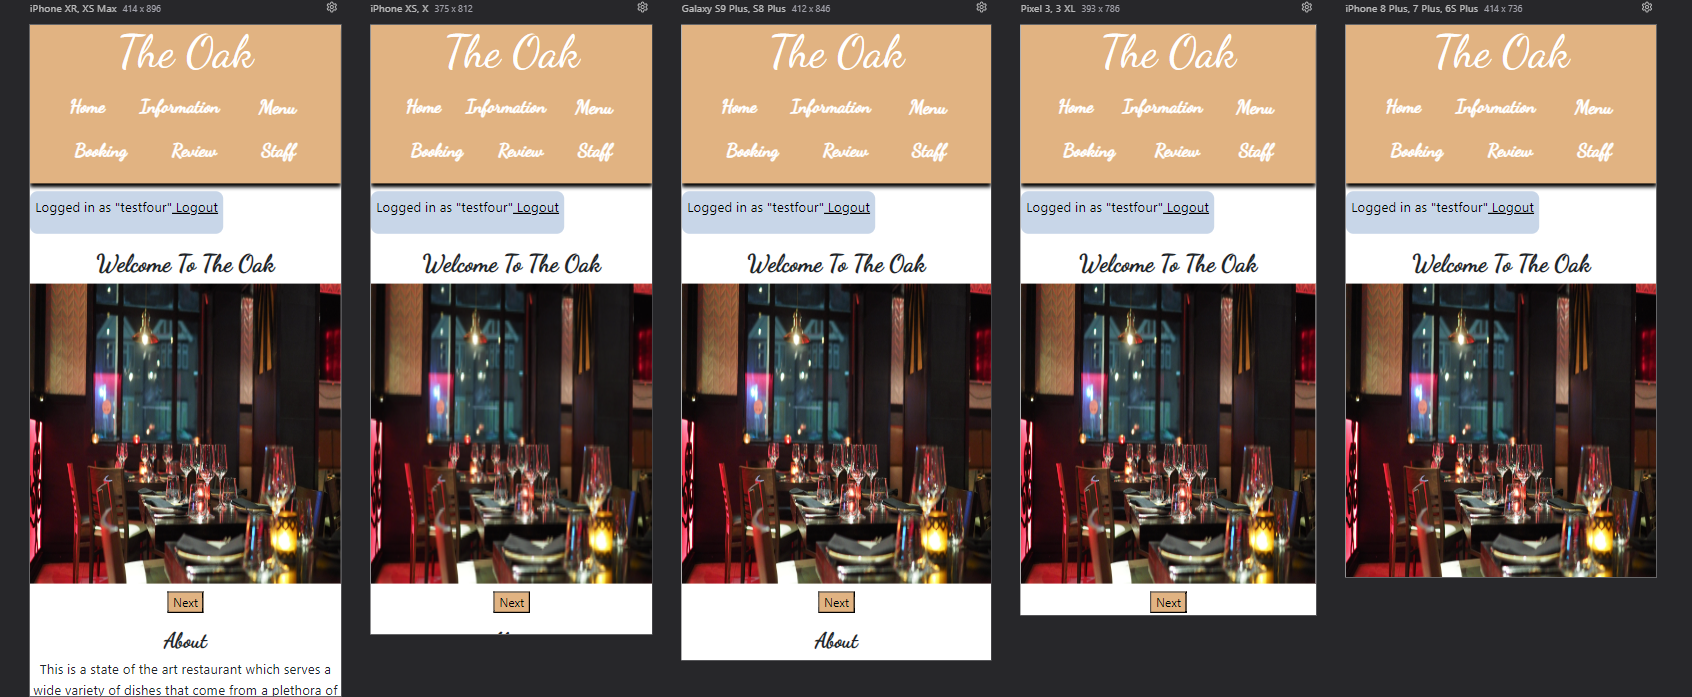 iPhone XR, XS Max 414 x 896
The Oak
Home Information Menu
Booking Review Staff
Logged in as "testfour" Logout
Welcome To The Oak
Next
About
This is a state of the art restaurant which serves a
wide variety of dishes that come from a plethora of
iPhone XS, X 375 x 812
The Oak
Home Information Menu
Booking Review Staff
Logged in as "testfour" Logout
Welcome To The Oak
Next
Galaxy S9 Plus, S8 Plus 412 x 846
The Oak
Home Information Menu
Booking Review Staff
Logged in as "testfour" Logout
Welcome To The Oak
Next
About
Pixel 3, 3 XL 393 x 786
The Oak
Home Information Menu
Booking Review Staff
Logged in as "testfour" Logout
Welcome To The Oak
Next
iPhone 8 Plus, 7 Plus, 6S Plus 414 x 736
The Oak
Home Information Menu
Booking Review Staff
Logged in as "testfour" Logout
Welcome To The Oak